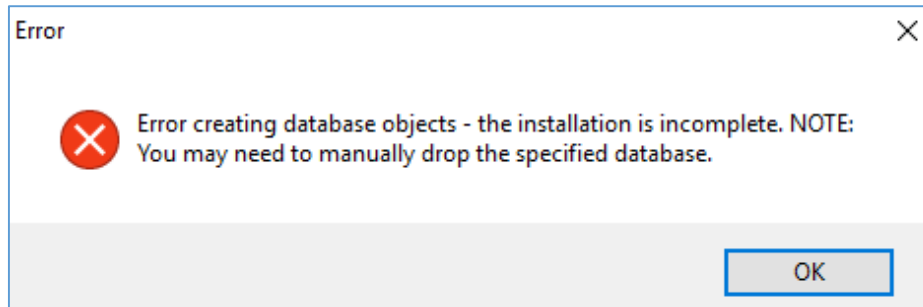 Error
Error creating database objects - the installation is incomplete. NOTE:
You may need to manually drop the specified database.
OK